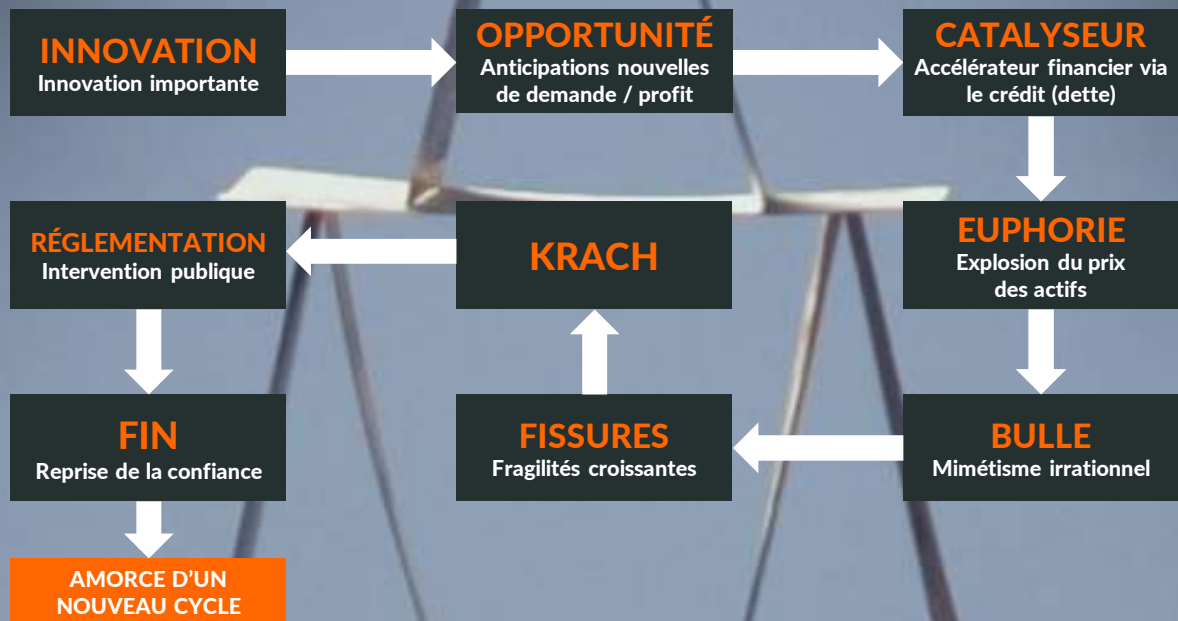 INNOVATION
Innovation importante
OPPORTUNITÉ
Anticipations nouvelles
de demande / profit
CATALYSEUR
Accélérateur financier via
le crédit (dette)
EUPHORIE
Explosion du prix
des actifs
BULLE
Mimétisme irrationnel
FISSURES
Fragilités croissantes
KRACH
RÉGLEMENTATION
Intervention publique
FIN
Reprise de la confiance
AMORCE D'UN
NOUVEAU CYCLE